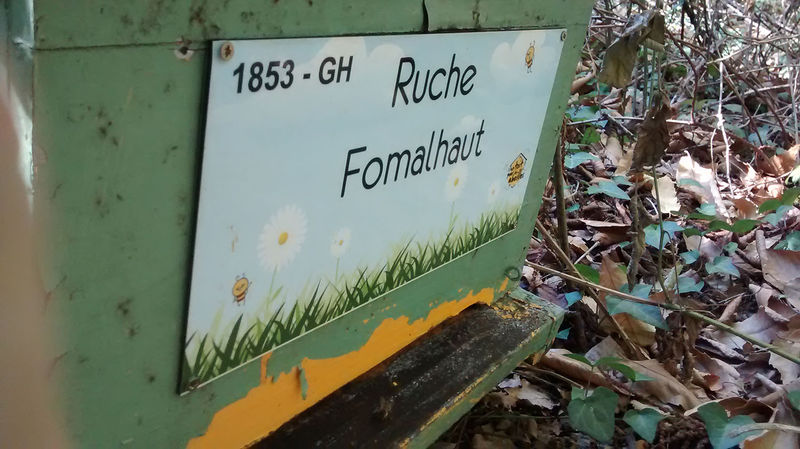 1853 - GH
Ruche
Fomalhaut